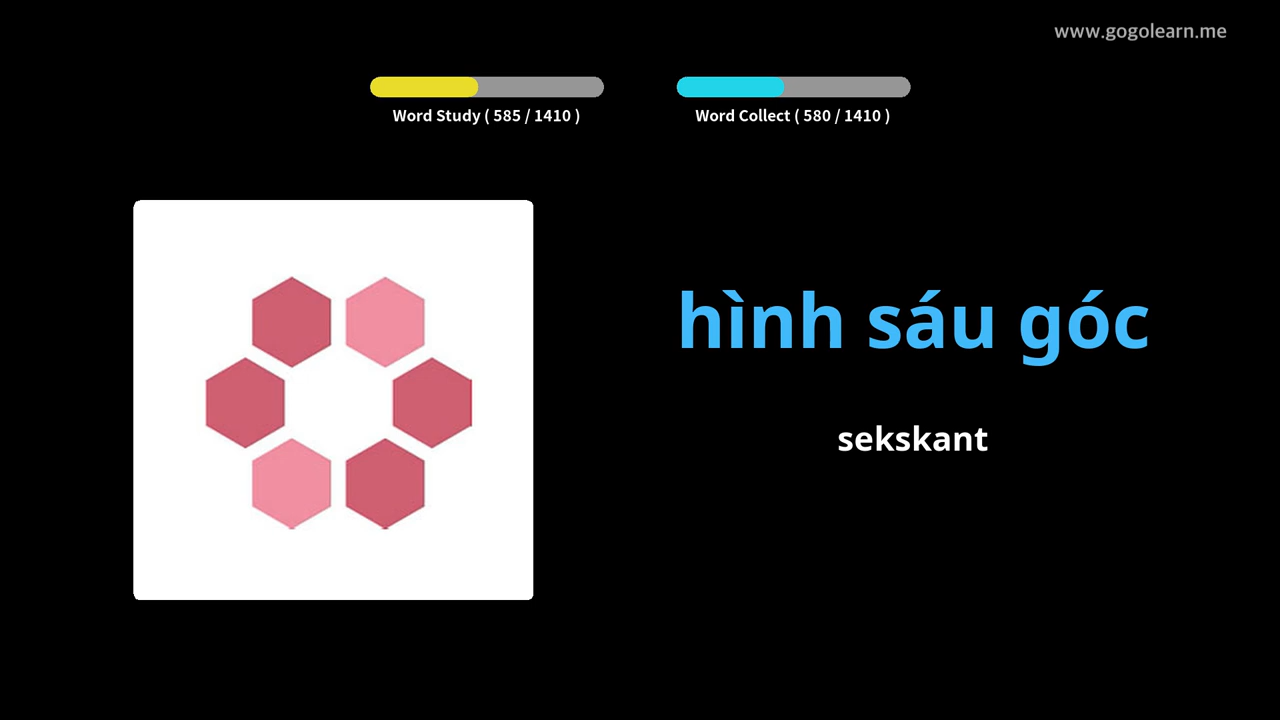 www.gogolearn.me
Word Study ( 585 / 1410 )
Word Collect ( 580 / 1410 )
hình sáu góc
sekskant